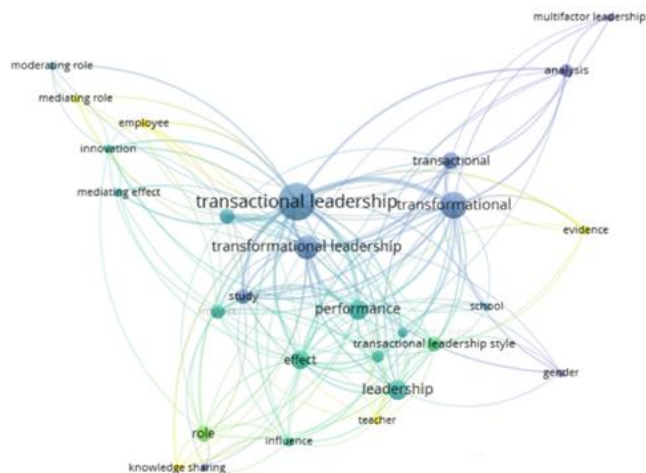 multifactor leadership
moderating role
analysis
mediating role
employee
innovation
transactional
mediating effect
transactional leadership
transformational
evidence
transformational leadership
study
school
performance
transactional leadership style
effect
gender
leadership
teacher
role
influence
knowledge sharing